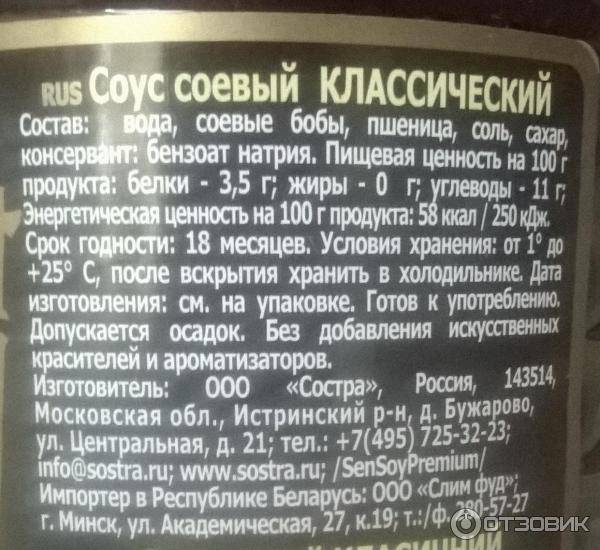 RUS Соус соевый КЛАССИЧЕСКИЙ
Состав: вода, соевые бобы, пшеница, соль, сахар,
консервант: бензоат натрия. Пищевая ценность на 100 г
продукта: белки - 3,5 г; жиры - 0 г; углеводы - 11 г;
Энергетическая ценность на 100 г продукта: 58 ккал / 250 кДж.
Срок годности: 18 месяцев. Условия хранения: от 1° до
+25° С, после вскрытия хранить в холодильнике. Дата
изготовления: см. на упаковке. Готов к употреблению.
Допускается осадок. Без добавления искусственных
красителей и ароматизаторов.
Изготовитель: ООО «Состра», Россия, 143514,
Московская обл., Истринский р-н, д. Бужарово,
ул. Центральная, д. 21; тел.: +7(495) 725-32-23;
info@sostra.ru; www.sostra.ru; /SenSoyPremium/
Импортер в Республике Беларусь: ООО «Слим фуд»;
г. Минск, ул. Академическая, 27, к.19; т.:/ф. 290-57-27
ОТЗОВИК